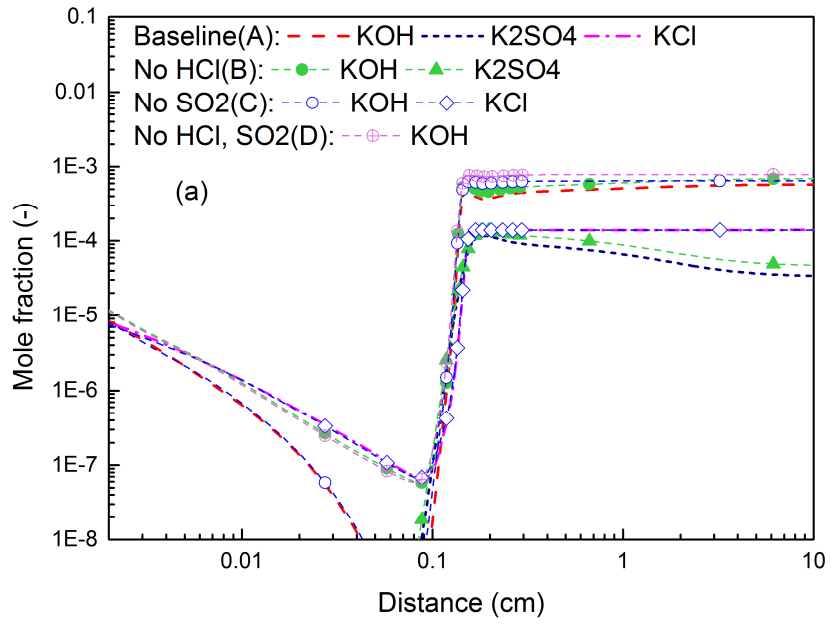 0.1
0.01
1E-3
1E-4
1E-5
1E-6
1E-7
1E-8
Mole fraction (-)
Baseline(A): KOH K2SO4 KCl
No HCl(B): KOH K2SO4
No SO2(C): KOH KCl
No HCl, SO2(D): KOH
(a)
0.01 0.1 1 10
Distance (cm)